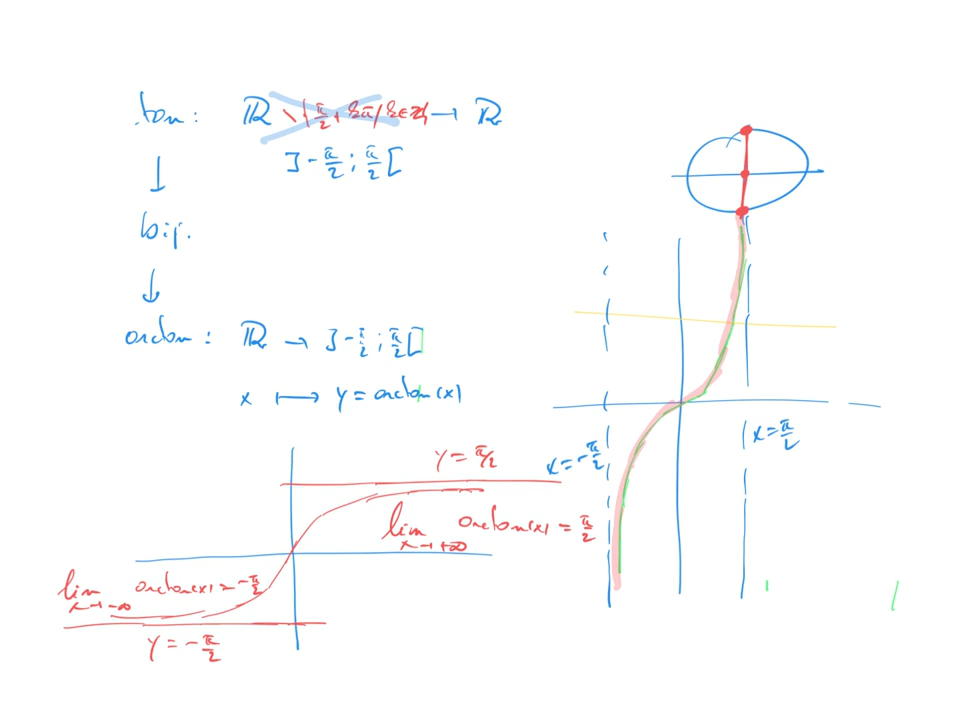 tan : ℝ \ {π/2 + kπ / k∈ℤ} → ℝ
]-π/2 ; π/2[
↓
bij.
↓
arctan : ℝ → ]-π/2 ; π/2[
x ⟼ y = arctan(x)
x = -π/2
x = π/2
y = π/2
lim x→+∞ arctan(x) = π/2
lim x→-∞ arctan(x) = -π/2
y = -π/2